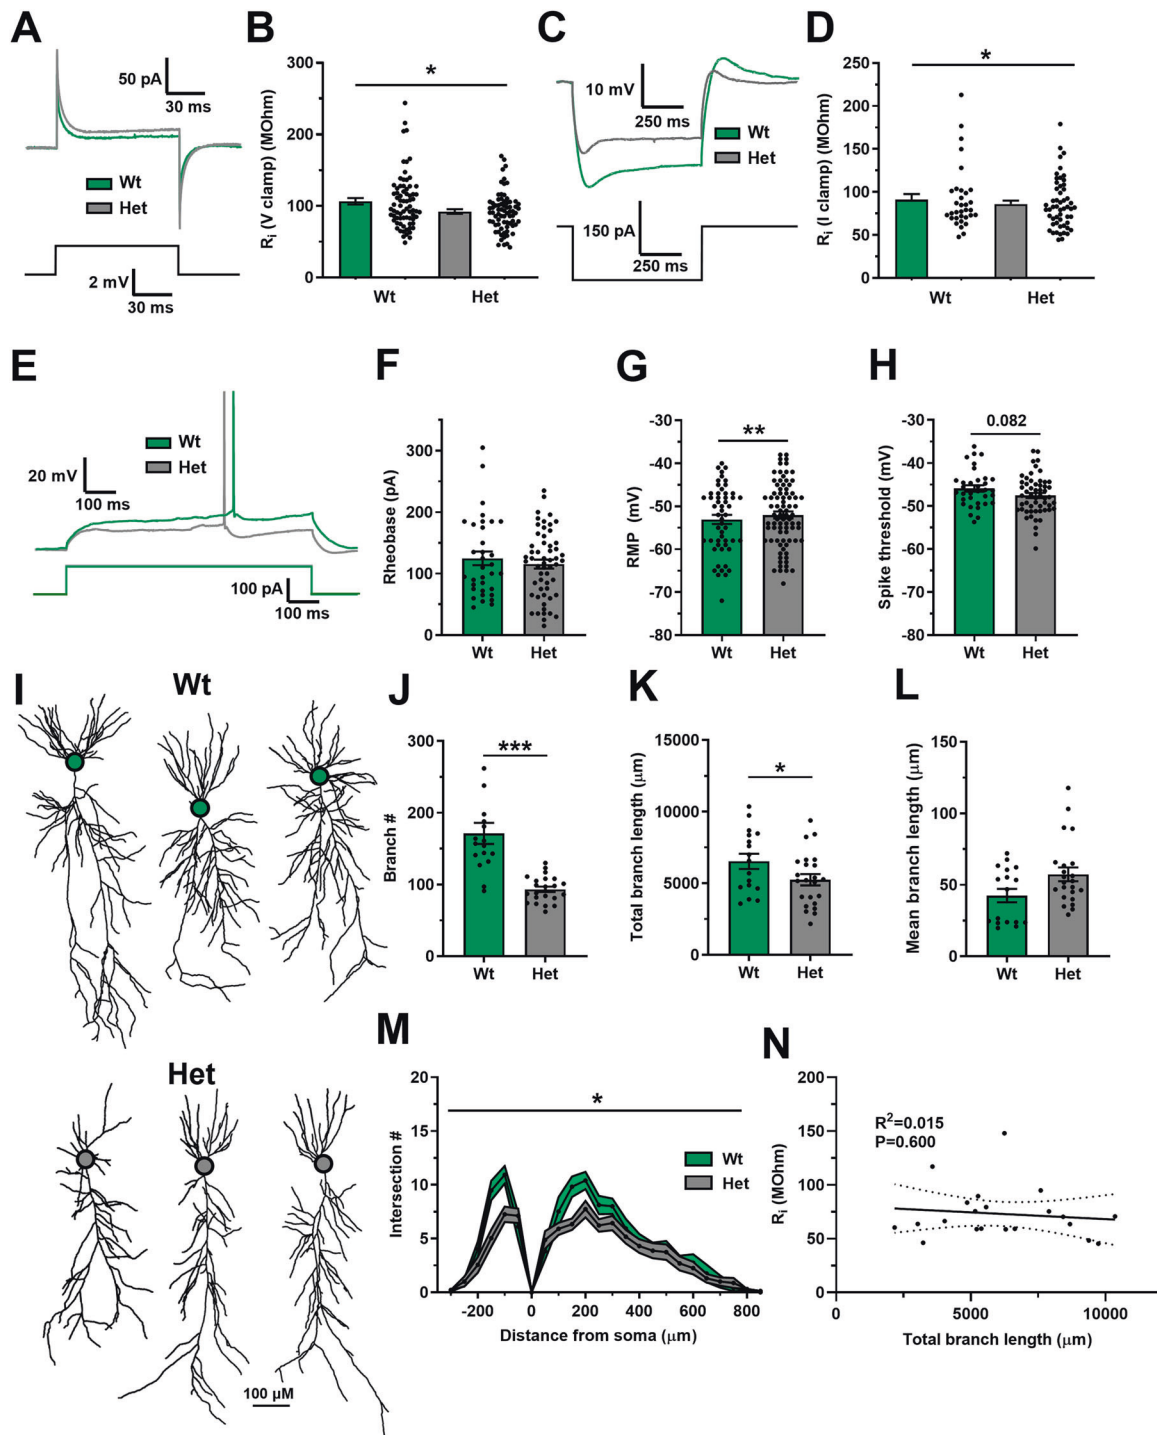 A
50 pA
30 ms
Wt
Het
2 mV
30 ms
B
Ri (V clamp) (MOhm)
300
200
100
0
*
Wt
Het
C
10 mV
250 ms
Wt
Het
150 pA
250 ms
D
Ri (I clamp) (MOhm)
250
200
150
100
50
0
*
Wt
Het
E
20 mV
100 ms
Wt
Het
100 pA
100 ms
F
Rheobase (pA)
300
200
100
0
Wt
Het
G
RMP (mV)
-30
-40
-50
-60
-70
-80
**
Wt
Het
H
Spike threshold (mV)
-30
-40
-50
-60
-70
-80
0.082
Wt
Het
I
Wt
Het
100 µM
J
Branch #
300
200
100
0
***
Wt
Het
K
Total branch length (µm)
15000
10000
5000
0
*
Wt
Het
L
Mean branch length (µm)
150
100
50
0
Wt
Het
M
Intersection #
20
15
10
5
0
*
Wt
Het
-200
0
200
400
600
800
Distance from soma (µm)
N
Ri (MOhm)
200
150
100
50
0
R2=0.015
P=0.600
0
5000
10000
Total branch length (µm)